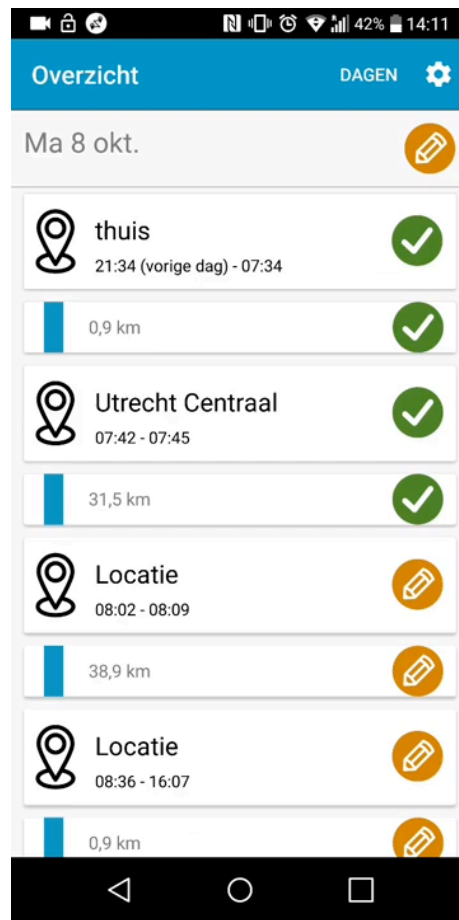 42% 14:11
Overzicht DAGEN
Ma 8 okt.
thuis
21:34 (vorige dag) - 07:34
0,9 km
Utrecht Centraal
07:42 - 07:45
31,5 km
Locatie
08:02 - 08:09
38,9 km
Locatie
08:36 - 16:07
0,9 km